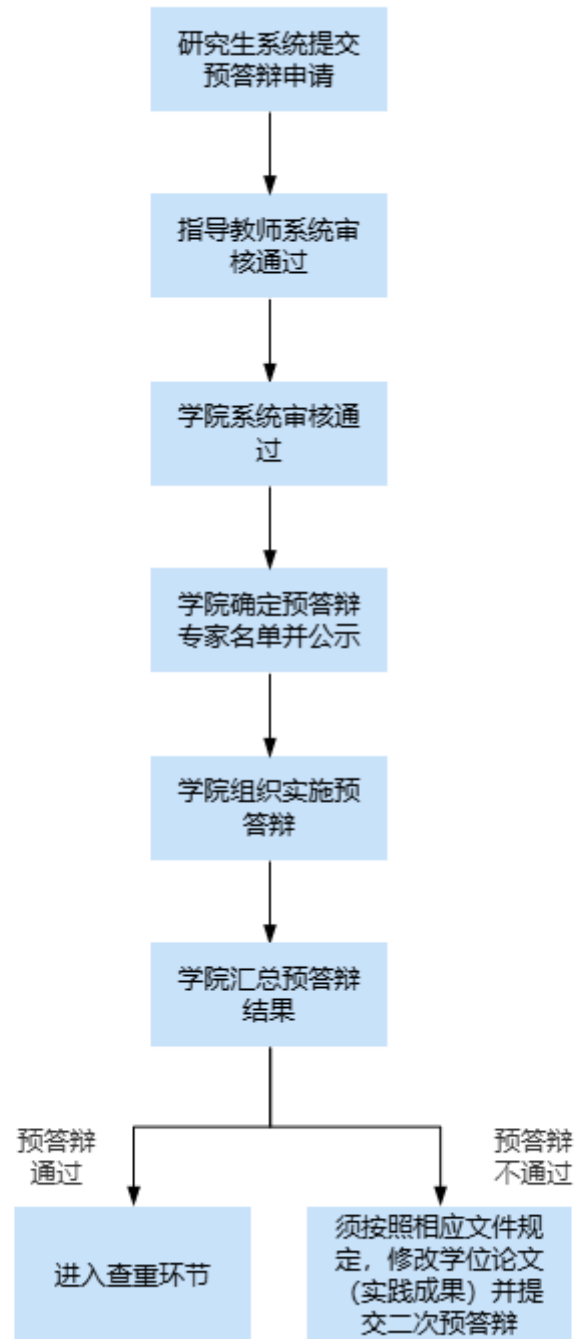 研究生系统提交
预答辩申请
指导教师系统审
核通过
学院系统审核通
过
学院确定预答辩
专家名单并公示
学院组织实施预
答辩
学院汇总预答辩
结果
预答辩
通过
预答辩
不通过
进入查重环节
须按照相应文件规
定，修改学位论文
（实践成果）并提
交二次预答辩